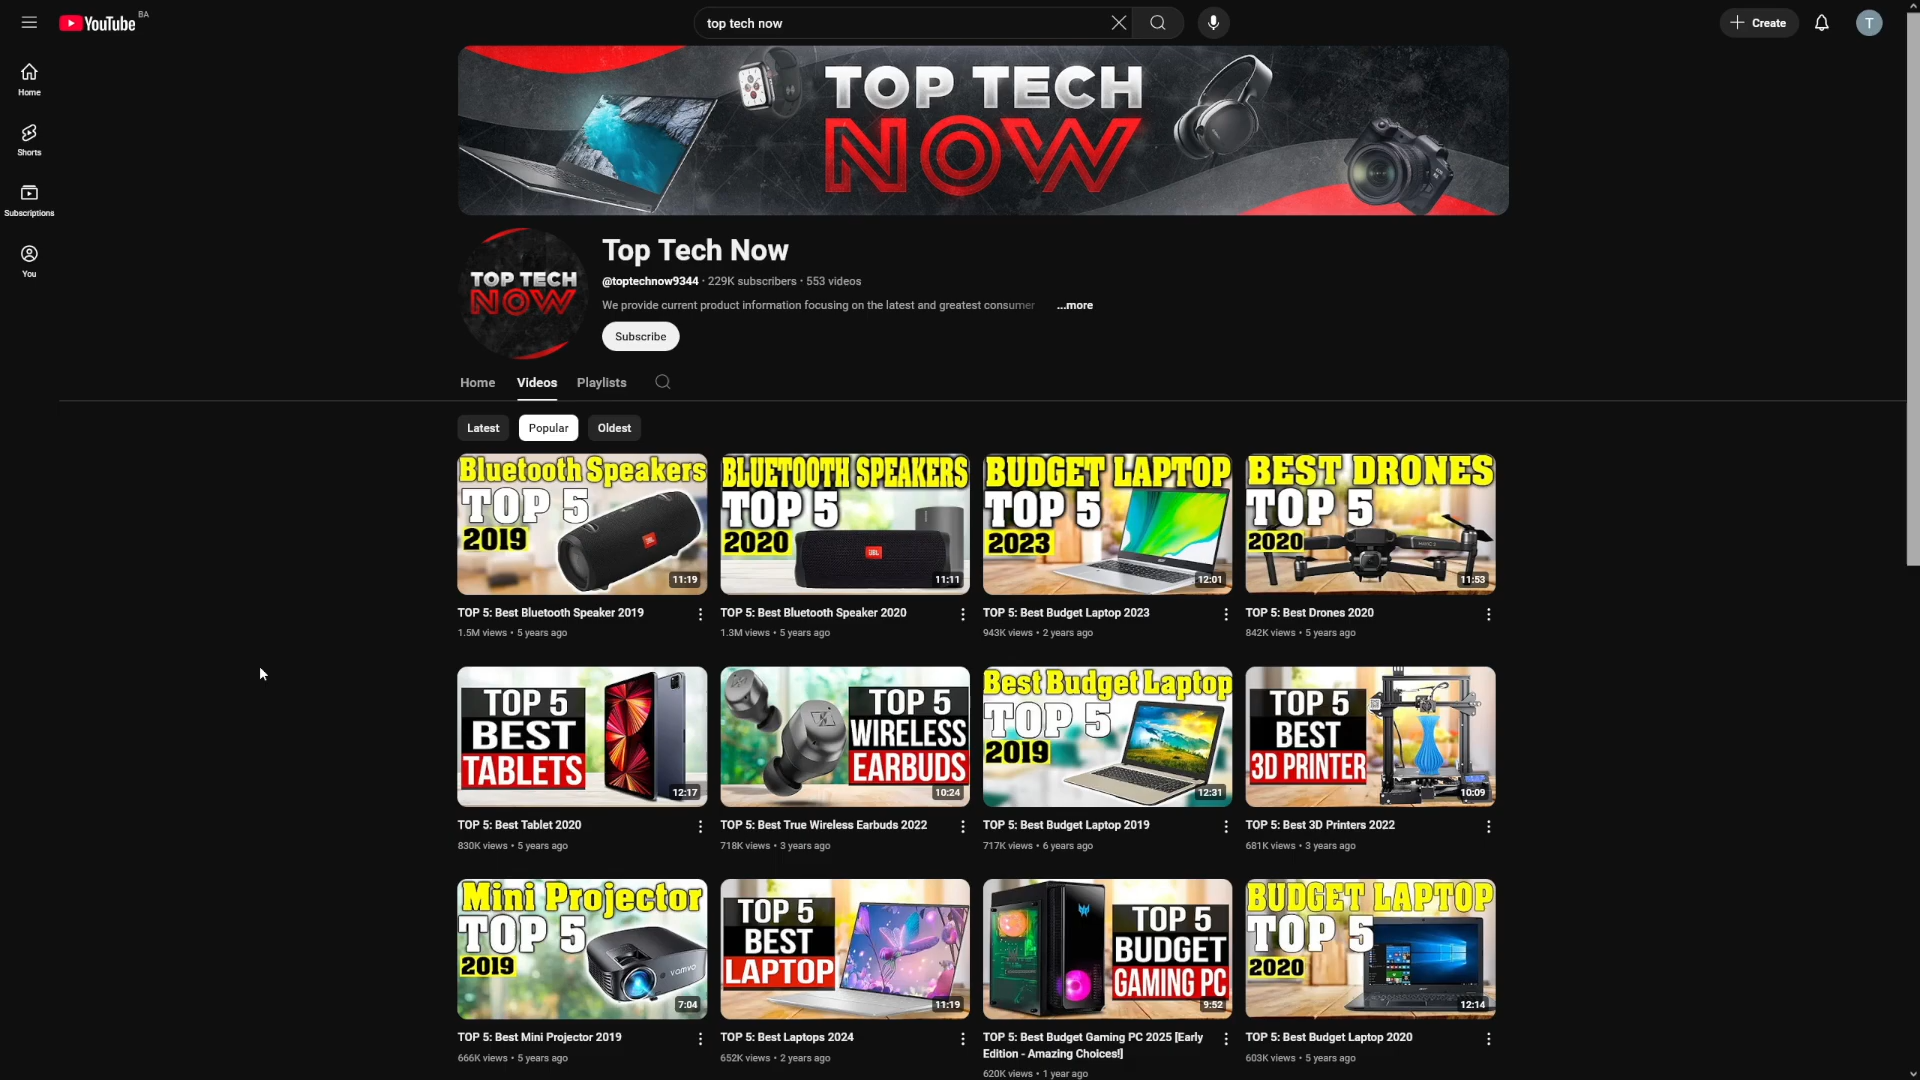 YouTube BA
top tech now
Create
T
Home
Shorts
Subscriptions
You
TOP TECH
NOW
TOP TECH
NOW
Top Tech Now
@toptechnow9344 · 229K subscribers · 553 videos
We provide current product information focusing on the latest and greatest consumer ...more
Subscribe
Home Videos Playlists
Latest Popular Oldest
Bluetooth Speakers
TOP 5
2019
JBL
11:19
BLUETOOTH SPEAKERS
TOP 5
2020
JBL
11:11
BUDGET LAPTOP
TOP 5
2023
12:01
BEST DRONES
TOP 5
2020
11:53
TOP 5: Best Bluetooth Speaker 2019
1.5M views • 5 years ago
TOP 5: Best Bluetooth Speaker 2020
1.3M views • 5 years ago
TOP 5: Best Budget Laptop 2023
943K views • 2 years ago
TOP 5: Best Drones 2020
842K views • 5 years ago
TOP 5
BEST
TABLETS
12:17
TOP 5
WIRELESS
EARBUDS
10:24
Best Budget Laptop
TOP 5
2019
12:31
TOP 5
BEST
3D PRINTER
10:09
TOP 5: Best Tablet 2020
830K views • 5 years ago
TOP 5: Best True Wireless Earbuds 2022
718K views • 3 years ago
TOP 5: Best Budget Laptop 2019
717K views • 6 years ago
TOP 5: Best 3D Printers 2022
681K views • 3 years ago
Mini Projector
TOP 5
2019
vamvo
7:04
TOP 5
BEST
LAPTOP
11:19
TOP 5
BUDGET
GAMING PC
9:52
BUDGET LAPTOP
TOP 5
2020
12:14
TOP 5: Best Mini Projector 2019
666K views • 5 years ago
TOP 5: Best Laptops 2024
652K views • 2 years ago
TOP 5: Best Budget Gaming PC 2025 [Early
Edition - Amazing Choices!]
620K views • 1 year ago
TOP 5: Best Budget Laptop 2020
603K views • 5 years ago